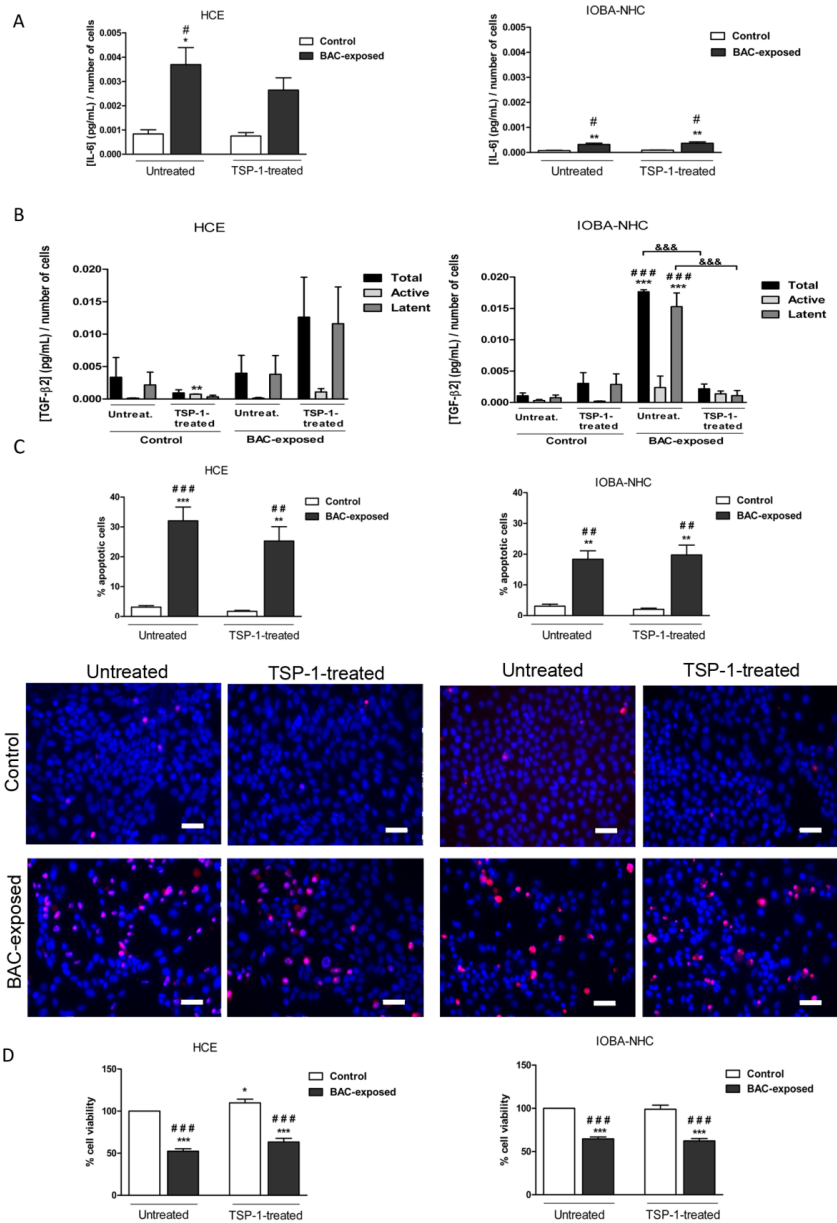 A
HCE
[IL-6] (pg/mL) / number of cells
0.005
0.004
0.003
0.002
0.001
0.000
#
*
Control
BAC-exposed
Untreated
TSP-1-treated
IOBA-NHC
[IL-6] (pg/mL) / number of cells
0.005
0.004
0.003
0.002
0.001
0.000
#
**
#
**
Control
BAC-exposed
Untreated
TSP-1-treated
B
HCE
[TGF-β2] (pg/mL) / number of cells
0.020
0.015
0.010
0.005
0.000
**
Total
Active
Latent
Untreat.
TSP-1-
treated
Untreat.
TSP-1-
treated
Control
BAC-exposed
IOBA-NHC
[TGF-β2] (pg/mL) / number of cells
0.020
0.015
0.010
0.005
0.000
&&&
&&&
###
***
###
***
Total
Active
Latent
Untreat.
TSP-1-
treated
Untreat.
TSP-1-
treated
Control
BAC-exposed
C
HCE
% apoptotic cells
40
30
20
10
0
###
***
##
**
Control
BAC-exposed
Untreated
TSP-1-treated
IOBA-NHC
% apoptotic cells
40
30
20
10
0
##
**
##
**
Control
BAC-exposed
Untreated
TSP-1-treated
Untreated
TSP-1-treated
Untreated
TSP-1-treated
Control
BAC-exposed
D
HCE
% cell viability
150
100
50
0
###
***
*
###
***
Control
BAC-exposed
Untreated
TSP-1-treated
IOBA-NHC
% cell viability
150
100
50
0
###
***
###
***
Control
BAC-exposed
Untreated
TSP-1-treated